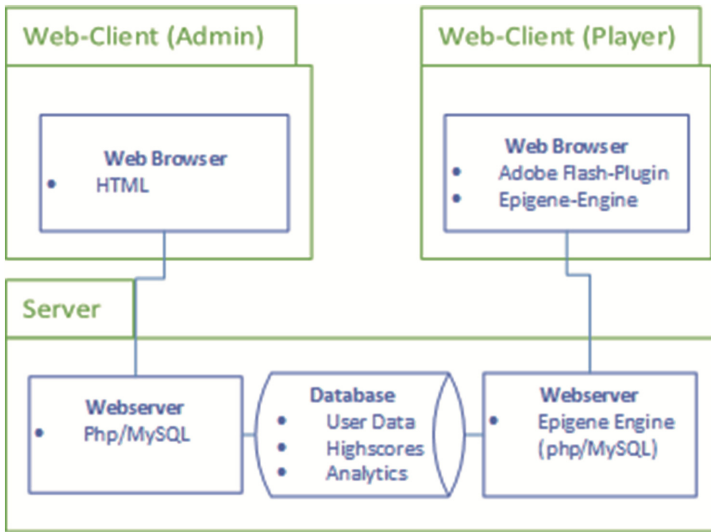 Web-Client (Admin)
Web Browser
• HTML
Web-Client (Player)
Web Browser
• Adobe Flash-Plugin
• Epigene-Engine
Server
Webserver
• Php/MySQL
Database
• User Data
• Highscores
• Analytics
Webserver
• Epigene Engine
(php/MySQL)